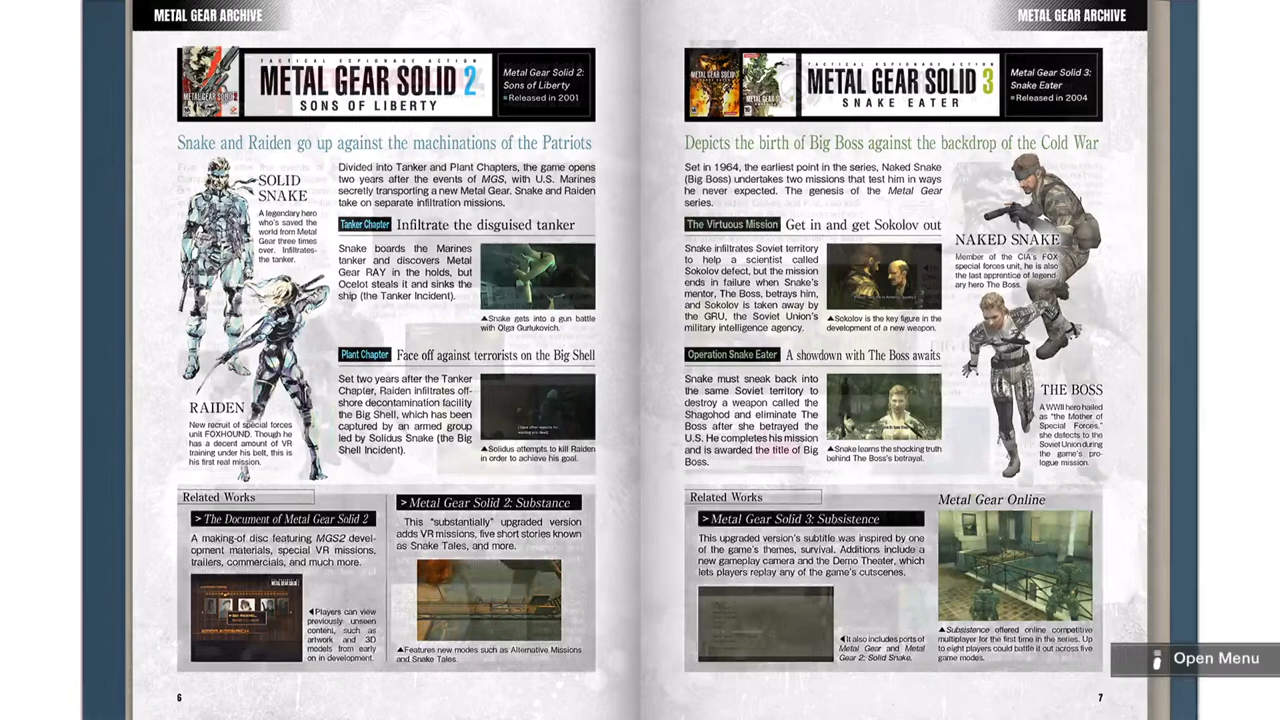 METAL GEAR ARCHIVE
METAL GEAR ARCHIVE
TACTICAL ESPIONAGE ACTION
METAL GEAR SOLID 2
SONS OF LIBERTY
Metal Gear Solid 2:
Sons of Liberty
■Released in 2001
Snake and Raiden go up against the machinations of the Patriots
SOLID
SNAKE
A legendary hero
who's saved the
world from Metal
Gear three times
over. Infiltrates
the tanker.
Divided into Tanker and Plant Chapters, the game opens
two years after the events of MGS, with U.S. Marines
secretly transporting a new Metal Gear. Snake and Raiden
take on separate infiltration missions.
Tanker Chapter Infiltrate the disguised tanker
Snake boards the Marines
tanker and discovers Metal
Gear RAY in the holds, but
Ocelot steals it and sinks the
ship (the Tanker Incident).
▲Snake gets into a gun battle
with Olga Gurlukovich.
Plant Chapter Face off against terrorists on the Big Shell
Set two years after the Tanker
Chapter, Raiden infiltrates off-
shore decontamination facility
the Big Shell, which has been
captured by an armed group
led by Solidus Snake (the Big
Shell Incident).
▲Solidus attempts to kill Raiden
in order to achieve his goal.
RAIDEN
New recruit of special forces
unit FOXHOUND. Though he
has a decent amount of VR
training under his belt, this is
his first real mission.
Related Works
> The Document of Metal Gear Solid 2
A making-of disc featuring MGS2 devel-
opment materials, special VR missions,
trailers, commercials, and much more.
◀Players can view
previously unseen
content, such as
artwork and 3D
models from early
on in development.
> Metal Gear Solid 2: Substance
This "substantially" upgraded version
adds VR missions, five short stories known
as Snake Tales, and more.
▲Features new modes such as Alternative Missions
and Snake Tales.
6
TACTICAL ESPIONAGE ACTION
METAL GEAR SOLID 3
SNAKE EATER
Metal Gear Solid 3:
Snake Eater
■Released in 2004
Depicts the birth of Big Boss against the backdrop of the Cold War
Set in 1964, the earliest point in the series, Naked Snake
(Big Boss) undertakes two missions that test him in ways
he never expected. The genesis of the Metal Gear
series.
The Virtuous Mission Get in and get Sokolov out
Snake infiltrates Soviet territory
to help a scientist called
Sokolov defect, but the mission
ends in failure when Snake's
mentor, The Boss, betrays him,
and Sokolov is taken away by
the GRU, the Soviet Union's
military intelligence agency.
▲Sokolov is the key figure in the
development of a new weapon.
NAKED SNAKE
Member of the CIA's FOX
special forces unit, he is also
the last apprentice of legend-
ary hero The Boss.
Operation Snake Eater A showdown with The Boss awaits
Snake must sneak back into
the same Soviet territory to
destroy a weapon called the
Shagohod and eliminate The
Boss after she betrayed the
U.S. He completes his mission
and is awarded the title of Big
Boss.
▲Snake learns the shocking truth
behind The Boss's betrayal.
THE BOSS
A WWII hero hailed
as "the Mother of
Special Forces,"
she defects to the
Soviet Union during
the game's pro-
logue mission.
Related Works
> Metal Gear Solid 3: Subsistence
This upgraded version's subtitle was inspired by one
of the game's themes, survival. Additions include a
new gameplay camera and the Demo Theater, which
lets players replay any of the game's cutscenes.
◀It also includes ports of
Metal Gear and Metal
Gear 2: Solid Snake.
Metal Gear Online
▲Subsistence offered online competitive
multiplayer for the first time in the series. Up
to eight players could battle it out across five
game modes.
Open Menu
7